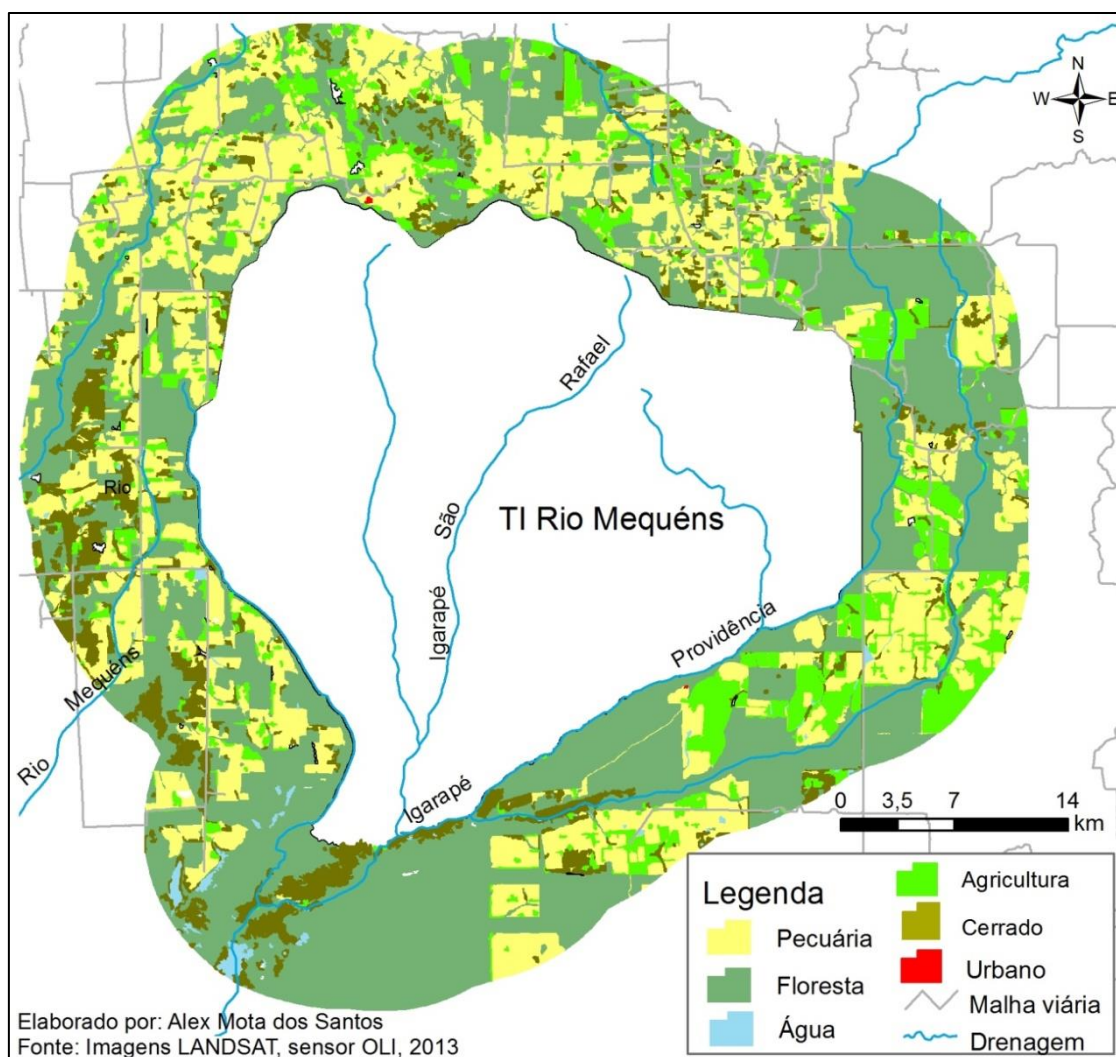 N
W E
S
Rafael
São
Igarapé
TI Rio Mequéns
Rio
Providência
Mequéns
Rio
Igarapé
0 3,5 7 14
km
Legenda
Pecuária
Floresta
Água
Agricultura
Cerrado
Urbano
Malha viária
Drenagem
Elaborado por: Alex Mota dos Santos
Fonte: Imagens LANDSAT, sensor OLI, 2013